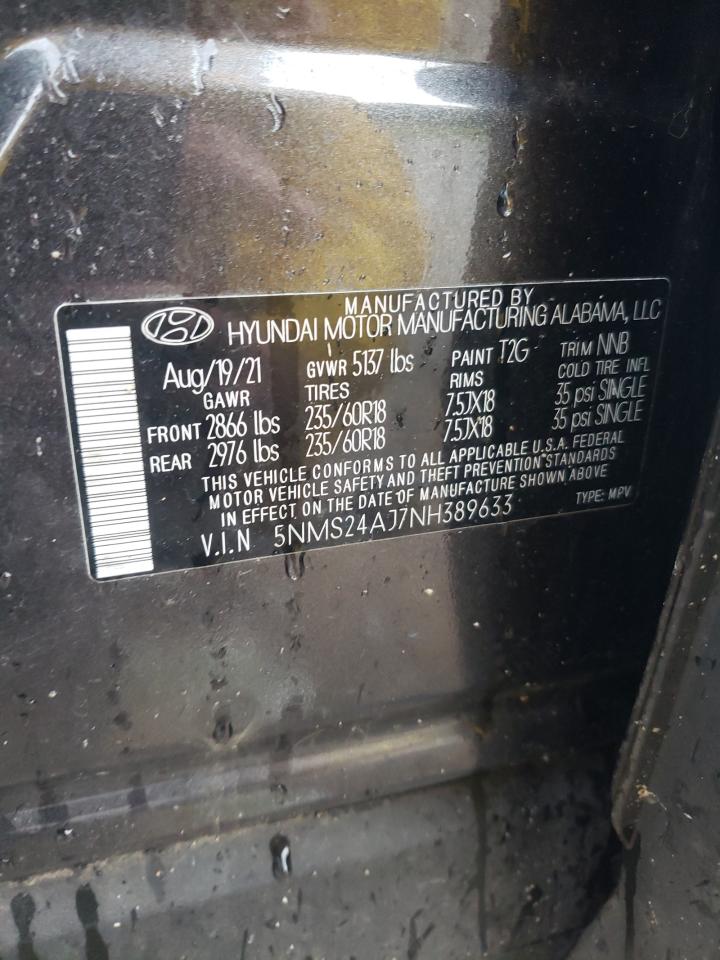 MANUFACTURED BY
HYUNDAI MOTOR MANUFACTURING ALABAMA, LLC
Aug/19/21 GVWR 5137 lbs PAINT T2G TRIM NNB
GAWR TIRES RIMS COLD TIRE INFL
FRONT 2866 lbs 235/60R18 7.5JX18 35 psi SINGLE
REAR 2976 lbs 235/60R18 7.5JX18 35 psi SINGLE
THIS VEHICLE CONFORMS TO ALL APPLICABLE U.S.A. FEDERAL
MOTOR VEHICLE SAFETY AND THEFT PREVENTION STANDARDS
IN EFFECT ON THE DATE OF MANUFACTURE SHOWN ABOVE
V.I.N 5NMS24AJ7NH389633 TYPE: MPV